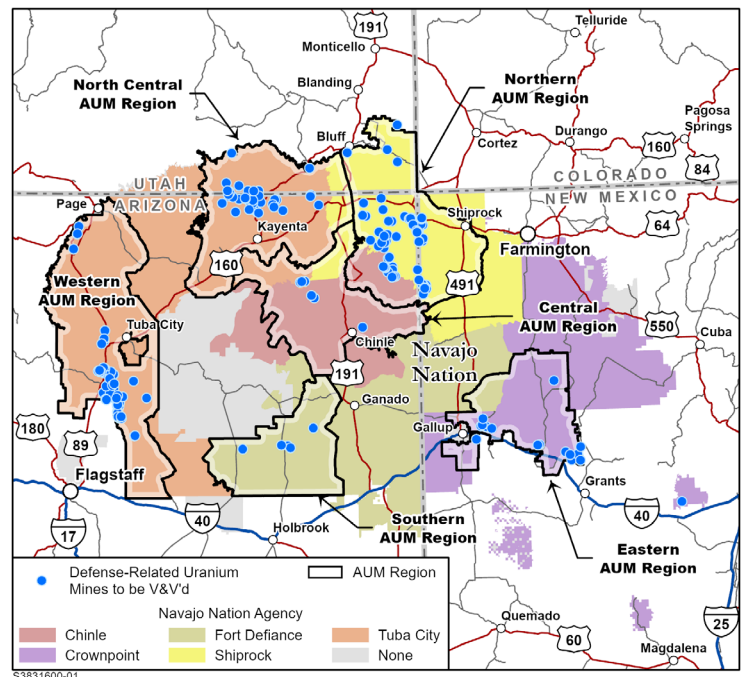 191
Telluride
Monticello
North Central
AUM Region
Blanding
Northern
AUM Region
Pagosa
Springs
Bluff
Cortez
Durango
160
84
UTAH
ARIZONA
COLORADO
NEW MEXICO
Page
Shiprock
64
Kayenta
Farmington
160
Western
AUM Region
491
Central
AUM Region
550
Tuba City
Cuba
Chinle
Navajo
Nation
191
Ganado
180
89
Gallup
Flagstaff
Grants
40
40
17
Holbrook
Southern
AUM Region
Eastern
AUM Region
Defense-Related Uranium
Mines to be V&V'd
AUM Region
Navajo Nation Agency
Chinle
Fort Defiance
Tuba City
Crownpoint
Shiprock
None
Quemado
60
25
Magdalena
S3831600-01